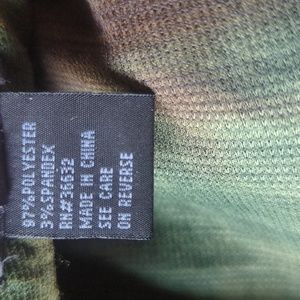 97%POLYESTER
3%SPANDEX
RN#36632
MADE IN CHINA
SEE CARE
ON REVERSE